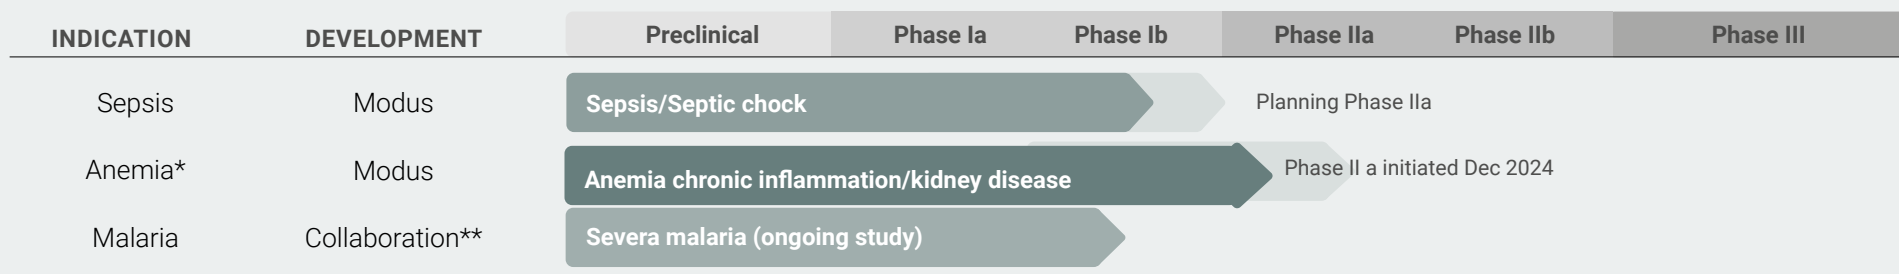 INDICATION DEVELOPMENT Preclinical Phase Ia Phase Ib Phase IIa Phase IIb Phase III
Sepsis Modus Sepsis/Septic chock Planning Phase IIa
Anemia* Modus Anemia chronic inflammation/kidney disease Phase II a initiated Dec 2024
Malaria Collaboration** Severa malaria (ongoing study)